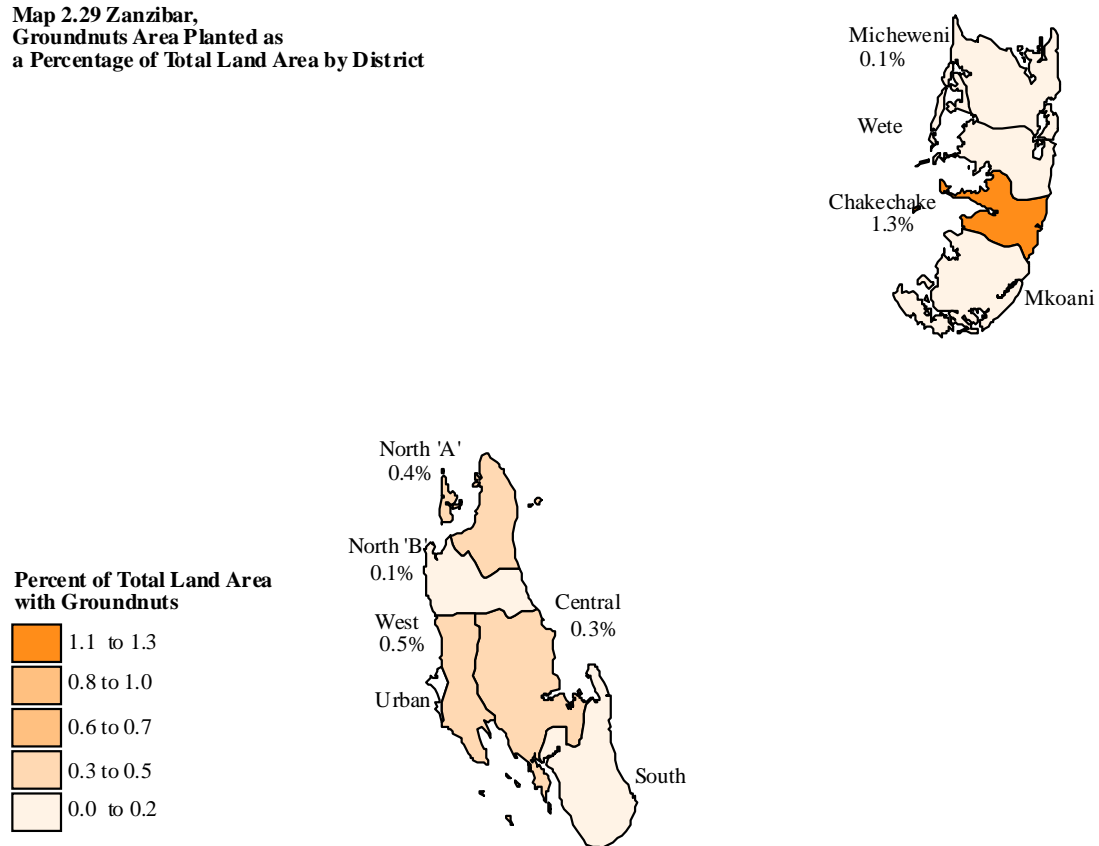 Map 2.29 Zanzibar,
Groundnuts Area Planted as
a Percentage of Total Land Area by District
Micheweni
0.1%
Wete
Chakechake
1.3%
Mkoani
North 'A'
0.4%
North 'B'
0.1%
Central
0.3%
West
0.5%
Urban
South
Percent of Total Land Area
with Groundnuts
1.1 to 1.3
0.8 to 1.0
0.6 to 0.7
0.3 to 0.5
0.0 to 0.2